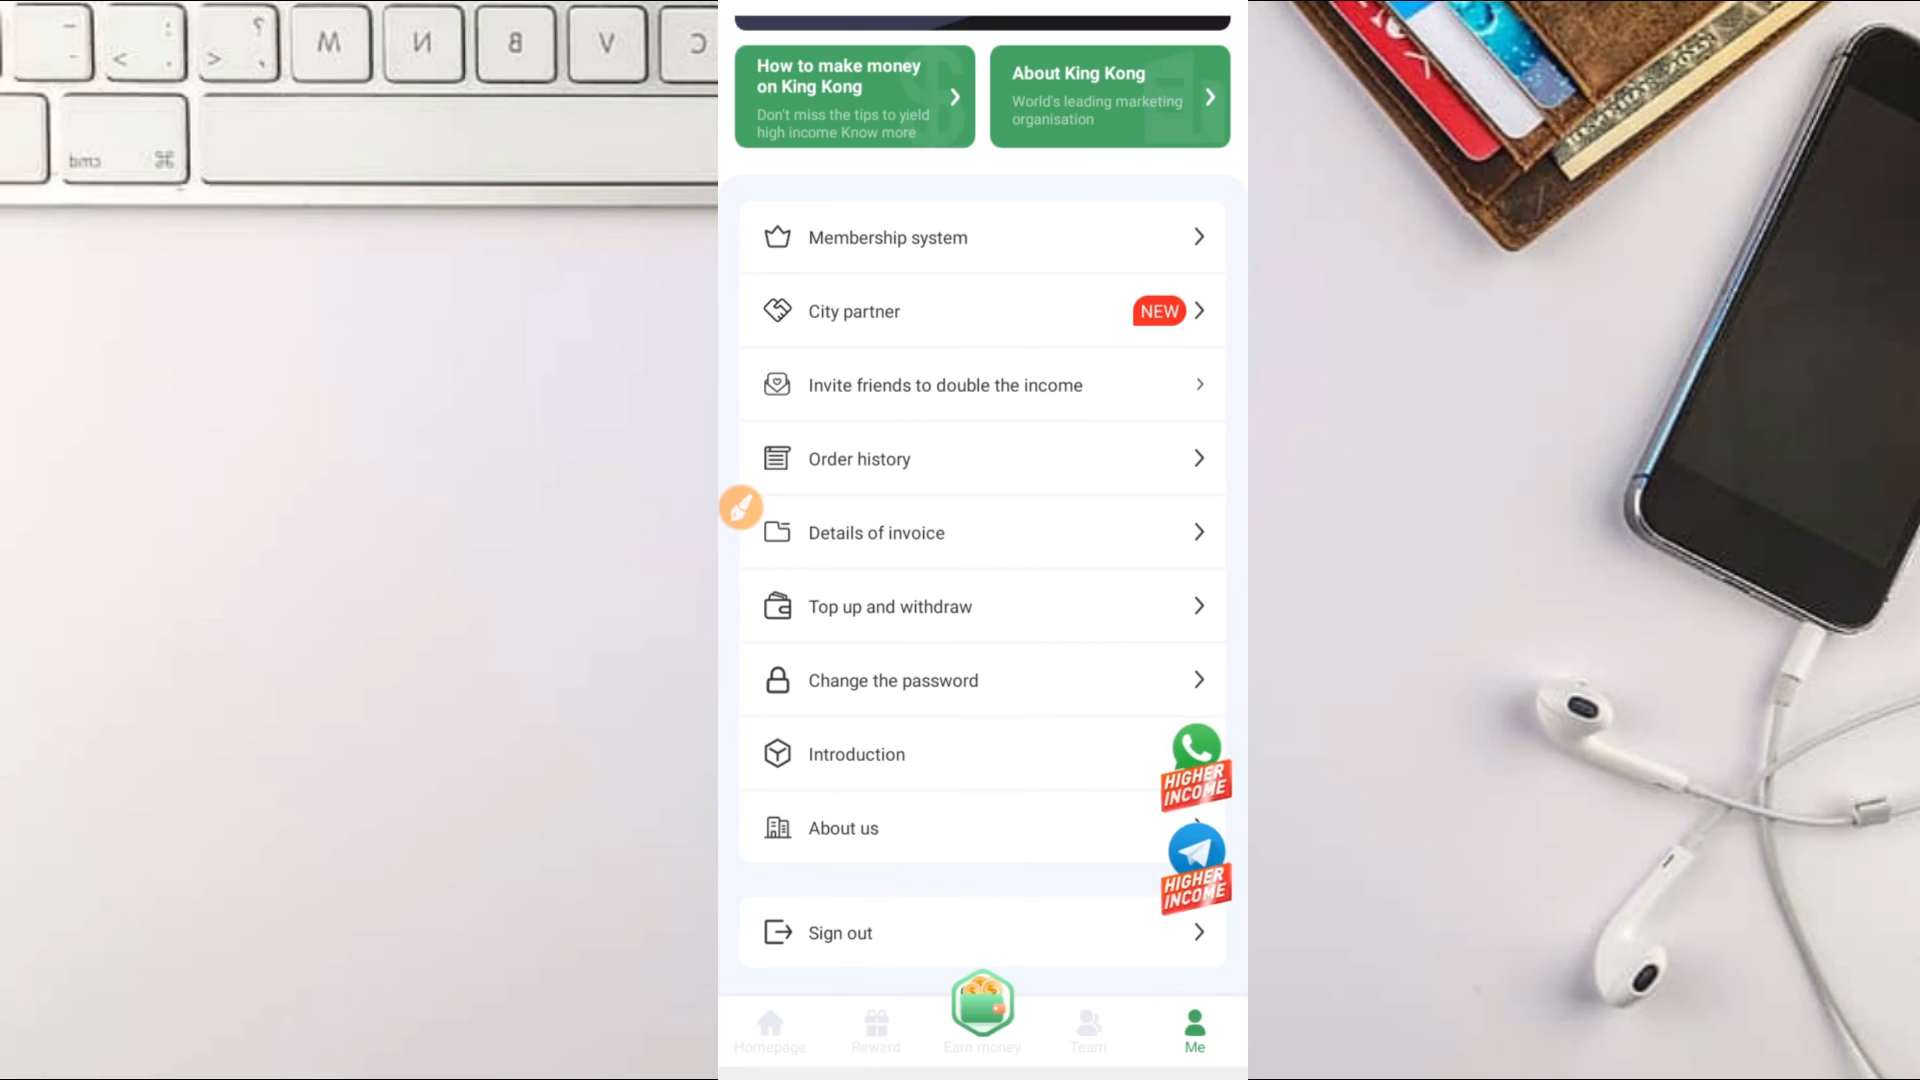 M
N
B
V
C
cmd ⌘
How to make money
on King Kong
Don't miss the tips to yield
high income Know more
About King Kong
World's leading marketing
organisation
Membership system
City partner
NEW
Invite friends to double the income
Order history
Details of invoice
Top up and withdraw
Change the password
Introduction
HIGHER
INCOME
About us
HIGHER
INCOME
Sign out
Homepage
Reward
Earn money
Team
Me